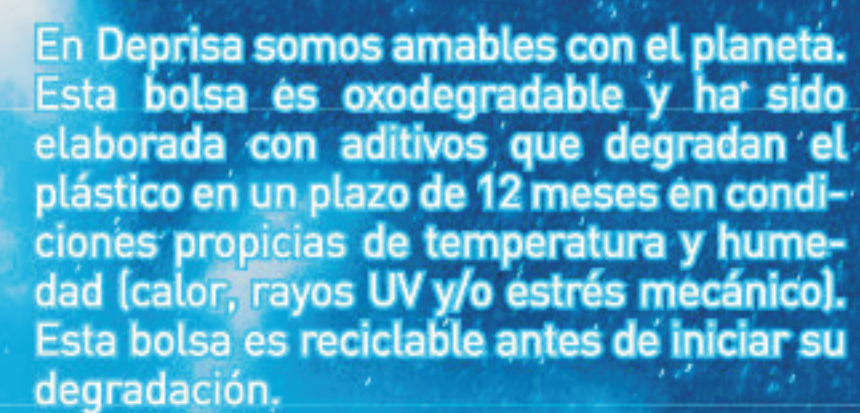 En Deprisa somos amables con el planeta.
Esta bolsa es oxodegradable y ha sido
elaborada con aditivos que degradan el
plástico en un plazo de 12 meses en condi-
ciones propicias de temperatura y hume-
dad (calor, rayos UV y/o estrés mecánico).
Esta bolsa es reciclable antes de iniciar su
degradación.